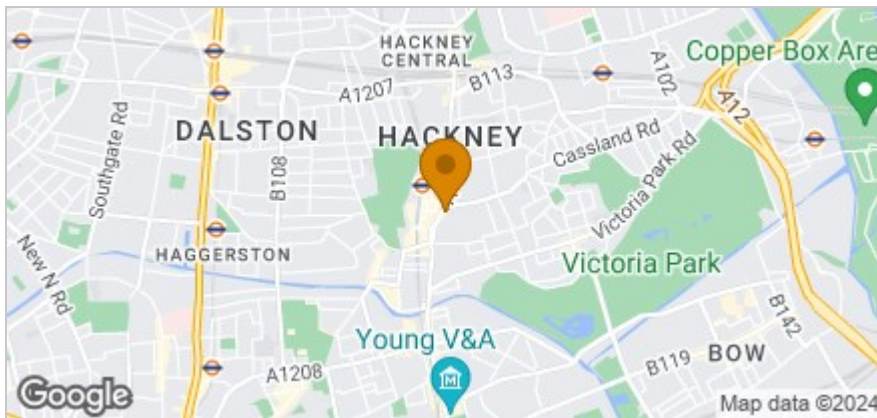 HACKNEY
CENTRAL
B113
A102
Copper Box Are
A1207
A12
Southgate Rd
DALSTON
HACKNEY
Cassland Rd
B108
Victoria Park Rd
New N Rd
HAGGERSTON
Victoria Park
Young V&A
B142
A1208
B119
BOW
Google
Map data ©2024